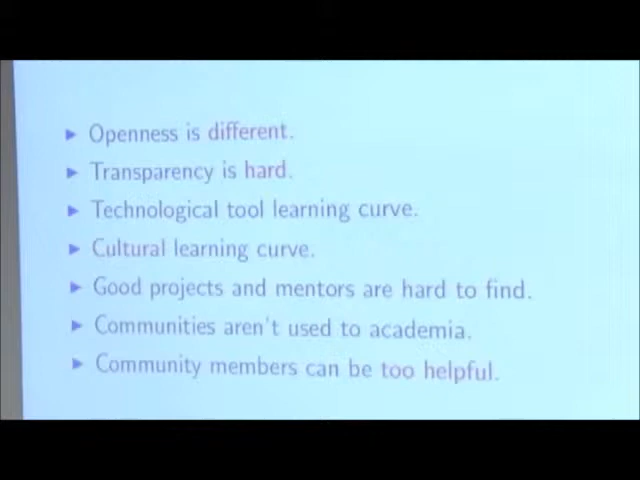 Openness is different.
Transparency is hard.
Technological tool learning curve.
Cultural learning curve.
Good projects and mentors are hard to find.
Communities aren't used to academia.
Community members can be too helpful.